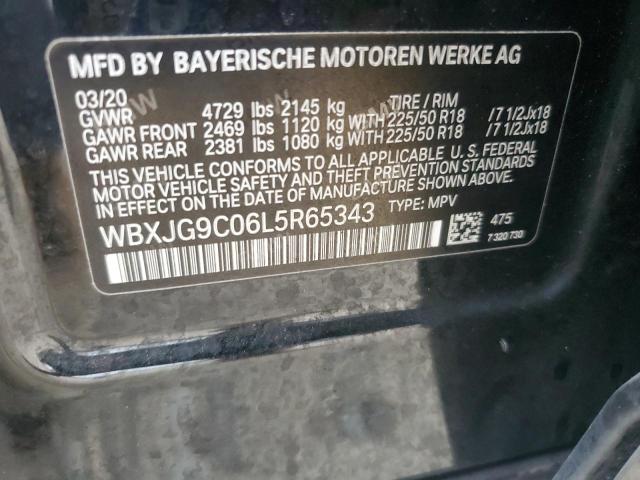 MFD BY BAYERISCHE MOTOREN WERKE AG
03/20 TIRE / RIM
GVWR 4729 lbs 2145 kg
GAWR FRONT 2469 lbs 1120 kg WITH 225/50 R18 /7 1/2Jx18
GAWR REAR 2381 lbs 1080 kg WITH 225/50 R18 /7 1/2Jx18
THIS VEHICLE CONFORMS TO ALL APPLICABLE U. S. FEDERAL
MOTOR VEHICLE SAFETY AND THEFT PREVENTION STANDARDS IN
EFFECT ON THE DATE OF MANUFACTURE SHOWN ABOVE.
WBXJG9C06L5R65343 TYPE: MPV
475
7 320 730